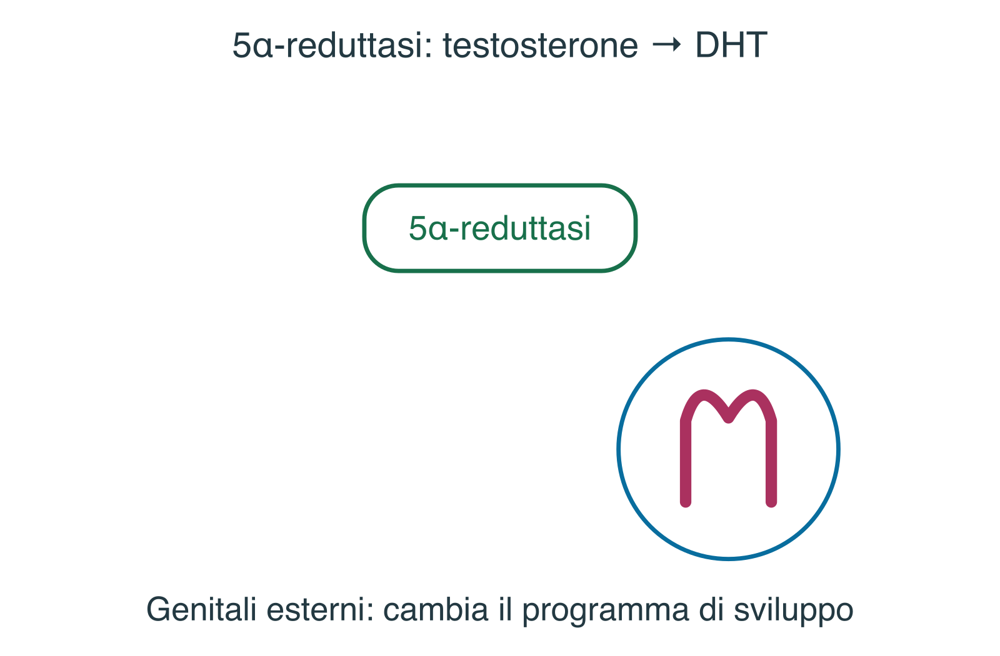 5α-reduttasi: testosterone → DHT
5α-reduttasi
Genitali esterni: cambia il programma di sviluppo